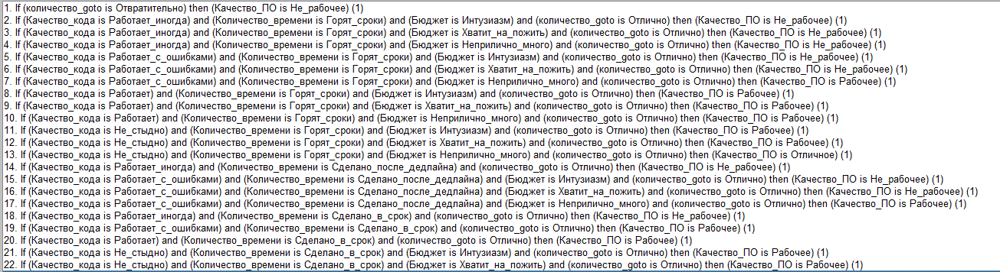 1. If (количество_goto is Отвратительно) then (Качество_ПО is Не_рабочее) (1)
2. If (Качество_кода is Работает_иногда) and (Количество_времени is Горят_сроки) and (Бюджет is Интузиазм) and (количество_goto is Отлично) then (Качество_ПО is Не_рабочее) (1)
3. If (Качество_кода is Работает_иногда) and (Количество_времени is Горят_сроки) and (Бюджет is Хватит_на_пожить) and (количество_goto is Отлично) then (Качество_ПО is Не_рабочее) (1)
4. If (Качество_кода is Работает_иногда) and (Количество_времени is Горят_сроки) and (Бюджет is Неприлично_много) and (количество_goto is Отлично) then (Качество_ПО is Не_рабочее) (1)
5. If (Качество_кода is Работает_с_ошибками) and (Количество_времени is Горят_сроки) and (Бюджет is Интузиазм) and (количество_goto is Отлично) then (Качество_ПО is Не_рабочее) (1)
6. If (Качество_кода is Работает_с_ошибками) and (Количество_времени is Горят_сроки) and (Бюджет is Хватит_на_пожить) and (количество_goto is Отлично) then (Качество_ПО is Не_рабочее) (1)
7. If (Качество_кода is Работает_с_ошибками) and (Количество_времени is Горят_сроки) and (Бюджет is Неприлично_много) and (количество_goto is Отлично) then (Качество_ПО is Рабочее) (1)
8. If (Качество_кода is Работает) and (Количество_времени is Горят_сроки) and (Бюджет is Интузиазм) and (количество_goto is Отлично) then (Качество_ПО is Рабочее) (1)
9. If (Качество_кода is Работает) and (Количество_времени is Горят_сроки) and (Бюджет is Хватит_на_пожить) and (количество_goto is Отлично) then (Качество_ПО is Рабочее) (1)
10. If (Качество_кода is Работает) and (Количество_времени is Горят_сроки) and (Бюджет is Неприлично_много) and (количество_goto is Отлично) then (Качество_ПО is Рабочее) (1)
11. If (Качество_кода is Не_стыдно) and (Количество_времени is Горят_сроки) and (Бюджет is Интузиазм) and (количество_goto is Отлично) then (Качество_ПО is Рабочее) (1)
12. If (Качество_кода is Не_стыдно) and (Количество_времени is Горят_сроки) and (Бюджет is Хватит_на_пожить) and (количество_goto is Отлично) then (Качество_ПО is Рабочее) (1)
13. If (Качество_кода is Не_стыдно) and (Количество_времени is Горят_сроки) and (Бюджет is Неприлично_много) and (количество_goto is Отлично) then (Качество_ПО is Отличное) (1)
14. If (Качество_кода is Работает_иногда) and (Количество_времени is Сделано_после_дедлайна) and (количество_goto is Отлично) then (Качество_ПО is Не_рабочее) (1)
15. If (Качество_кода is Работает_с_ошибками) and (Количество_времени is Сделано_после_дедлайна) and (Бюджет is Интузиазм) and (количество_goto is Отлично) then (Качество_ПО is Не_рабочее) (1)
16. If (Качество_кода is Работает_с_ошибками) and (Количество_времени is Сделано_после_дедлайна) and (Бюджет is Хватит_на_пожить) and (количество_goto is Отлично) then (Качество_ПО is Не_рабочее) (1)
17. If (Качество_кода is Работает_с_ошибками) and (Количество_времени is Сделано_после_дедлайна) and (Бюджет is Неприлично_много) and (количество_goto is Отлично) then (Качество_ПО is Рабочее) (1)
18. If (Качество_кода is Работает_иногда) and (Количество_времени is Сделано_в_срок) and (количество_goto is Отлично) then (Качество_ПО is Не_рабочее) (1)
19. If (Качество_кода is Работает_с_ошибками) and (Количество_времени is Сделано_в_срок) and (количество_goto is Отлично) then (Качество_ПО is Рабочее) (1)
20. If (Качество_кода is Работает) and (Количество_времени is Сделано_в_срок) and (количество_goto is Отлично) then (Качество_ПО is Рабочее) (1)
21. If (Качество_кода is Не_стыдно) and (Количество_времени is Сделано_в_срок) and (Бюджет is Интузиазм) and (количество_goto is Отлично) then (Качество_ПО is Рабочее) (1)
22. If (Качество_кода is Не_стыдно) and (Количество_времени is Сделано_в_срок) and (Бюджет is Хватит_на_пожить) and (количество_goto is Отлично) then (Качество_ПО is Рабочее) (1)